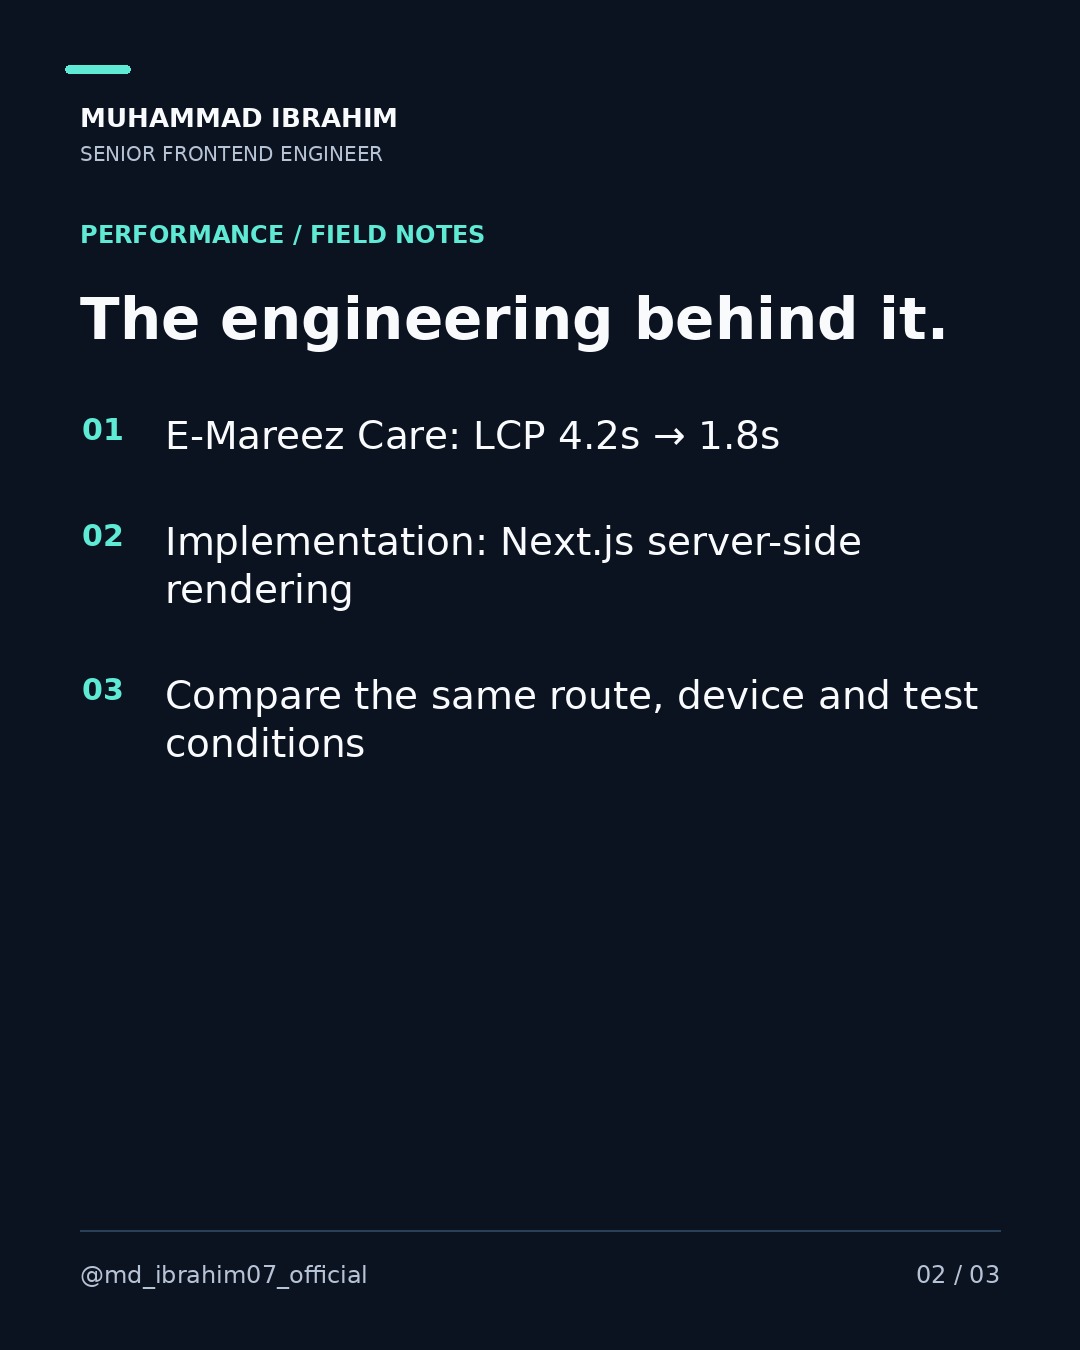 MUHAMMAD IBRAHIM
SENIOR FRONTEND ENGINEER
PERFORMANCE / FIELD NOTES
The engineering behind it.
01 E-Mareez Care: LCP 4.2s → 1.8s
02 Implementation: Next.js server-side
rendering
03 Compare the same route, device and test
conditions
@md_ibrahim07_official 02 / 03